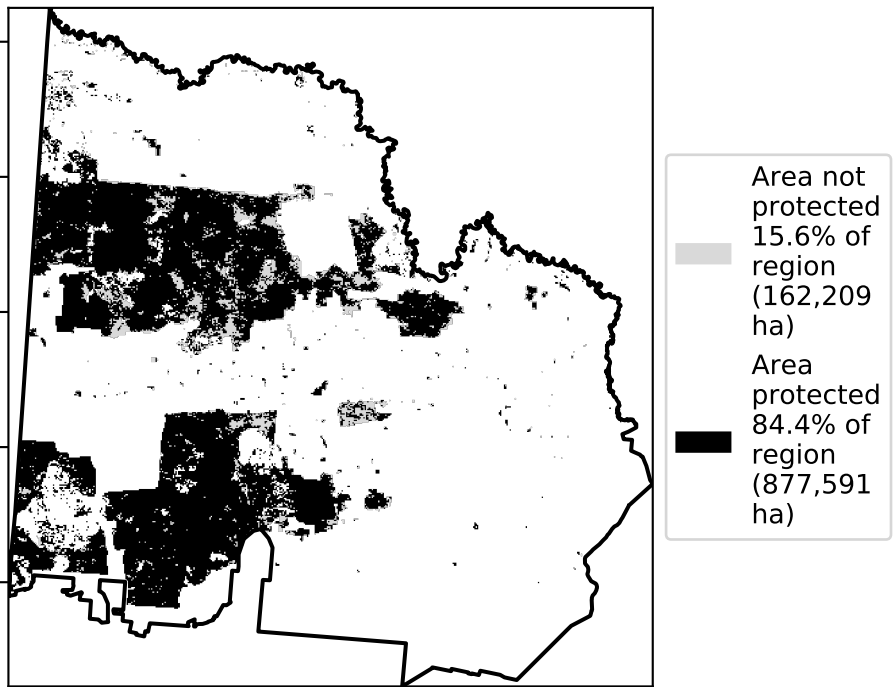 Area not
protected
15.6% of
region
(162,209
ha)
Area
protected
84.4% of
region
(877,591
ha)